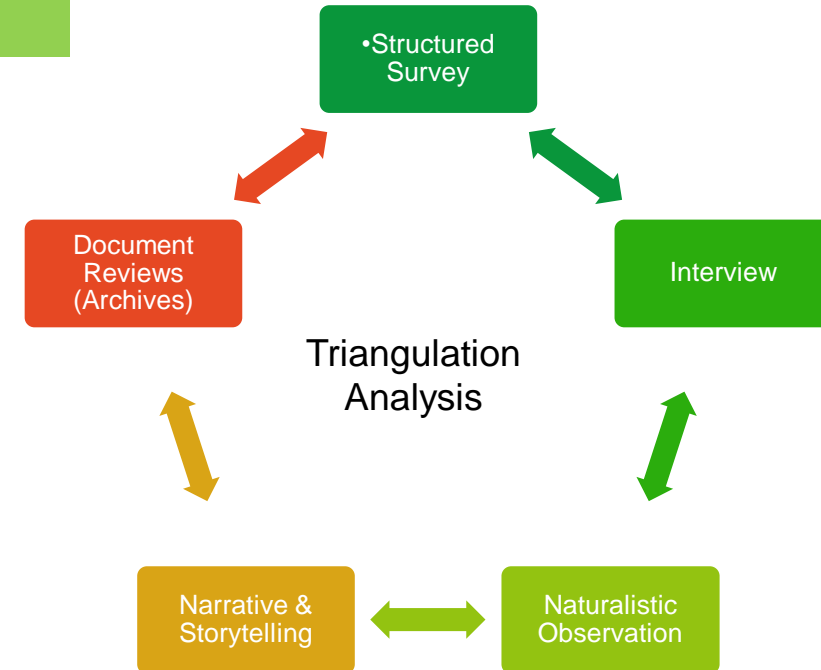 •Structured
Survey
Document
Reviews
(Archives)
Interview
Triangulation
Analysis
Narrative &
Storytelling
Naturalistic
Observation